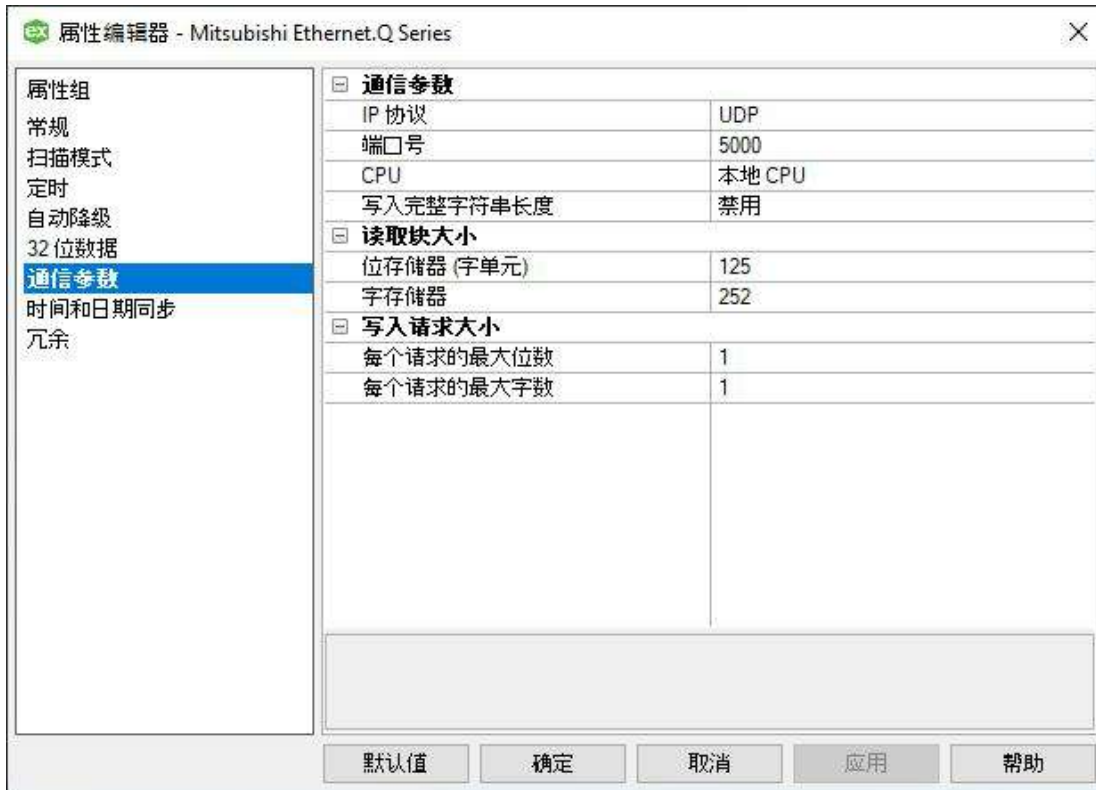 属性编辑器 - Mitsubishi Ethernet.Q Series
属性组
常规
扫描模式
定时
自动降级
32 位数据
通信参数
时间和日期同步
冗余
通信参数
IP 协议 UDP
端口号 5000
CPU 本地 CPU
写入完整字符串长度 禁用
读取块大小
位存储器 (字单元) 125
字存储器 252
写入请求大小
每个请求的最大位数 1
每个请求的最大字数 1
默认值 确定 取消 应用 帮助